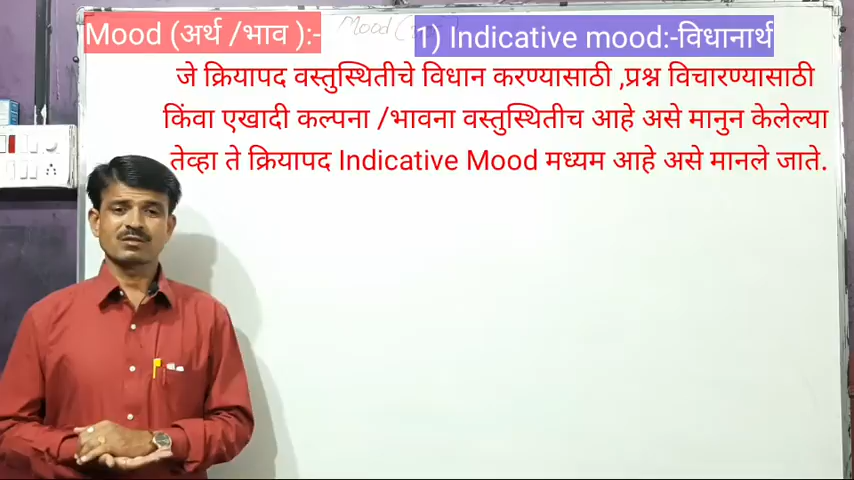 Mood (अर्थ /भाव ):-
1) Indicative mood:-विधानार्थ
जे क्रियापद वस्तुस्थितीचे विधान करण्यासाठी ,प्रश्न विचारण्यासाठी
किंवा एखादी कल्पना /भावना वस्तुस्थितीच आहे असे मानुन केलेल्या
तेव्हा ते क्रियापद Indicative Mood मध्यम आहे असे मानले जाते.
Mood (